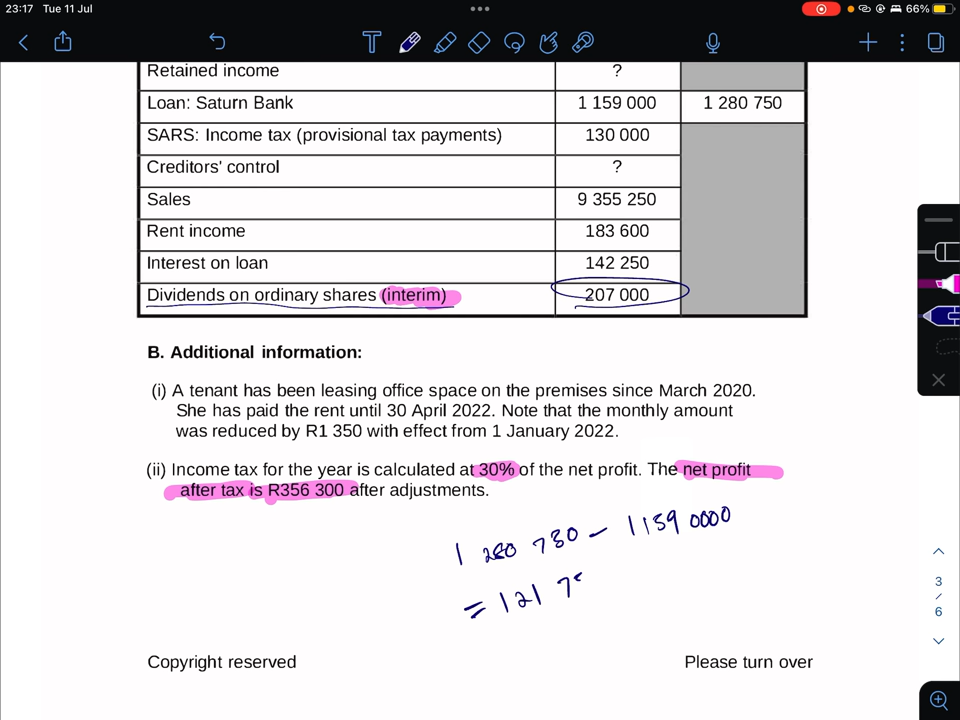 23:17 Tue 11 Jul
66%
Retained income ?
Loan: Saturn Bank 1 159 000 1 280 750
SARS: Income tax (provisional tax payments) 130 000
Creditors' control ?
Sales 9 355 250
Rent income 183 600
Interest on loan 142 250
Dividends on ordinary shares (interim) 207 000
B. Additional information:
(i) A tenant has been leasing office space on the premises since March 2020.
She has paid the rent until 30 April 2022. Note that the monthly amount
was reduced by R1 350 with effect from 1 January 2022.
(ii) Income tax for the year is calculated at 30% of the net profit. The net profit
after tax is R356 300 after adjustments.
1 280 750 – 1159 0000
= 121 7
3
/
6
Copyright reserved Please turn over